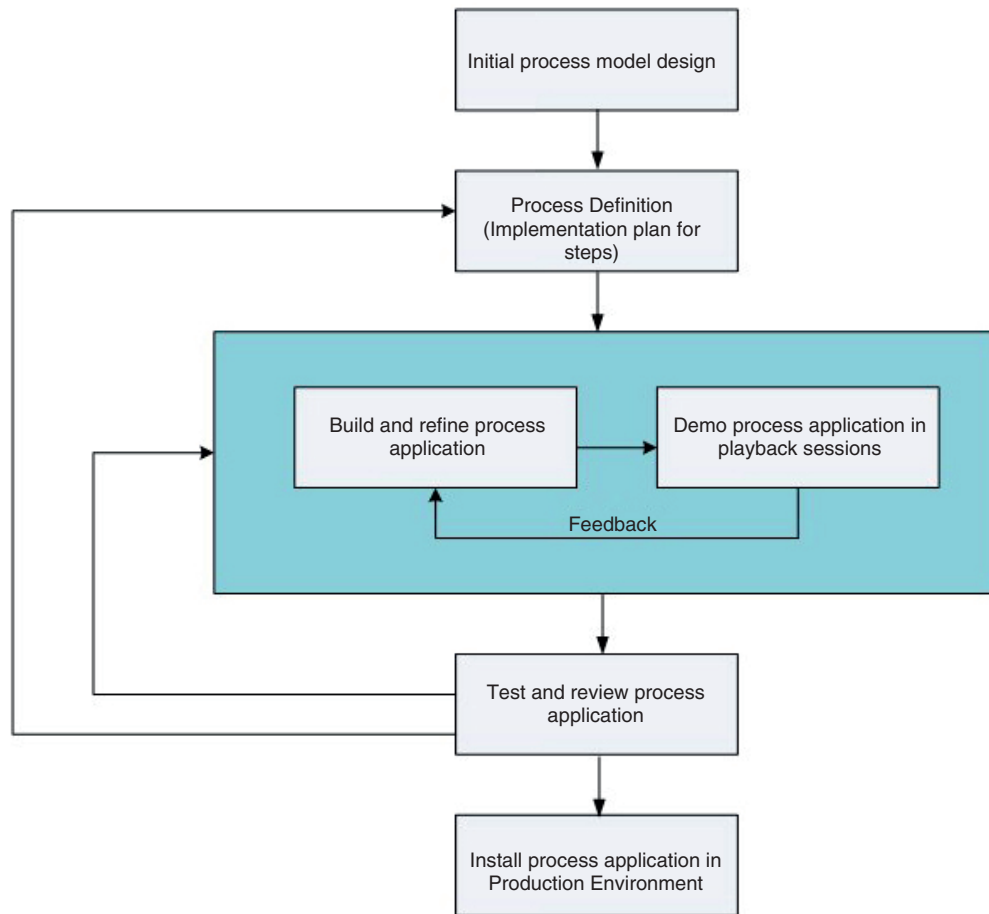 Initial process model design
Process Definition
(Implementation plan for
steps)
Build and refine process
application
Demo process application in
playback sessions
Feedback
Test and review process
application
Install process application in
Production Environment